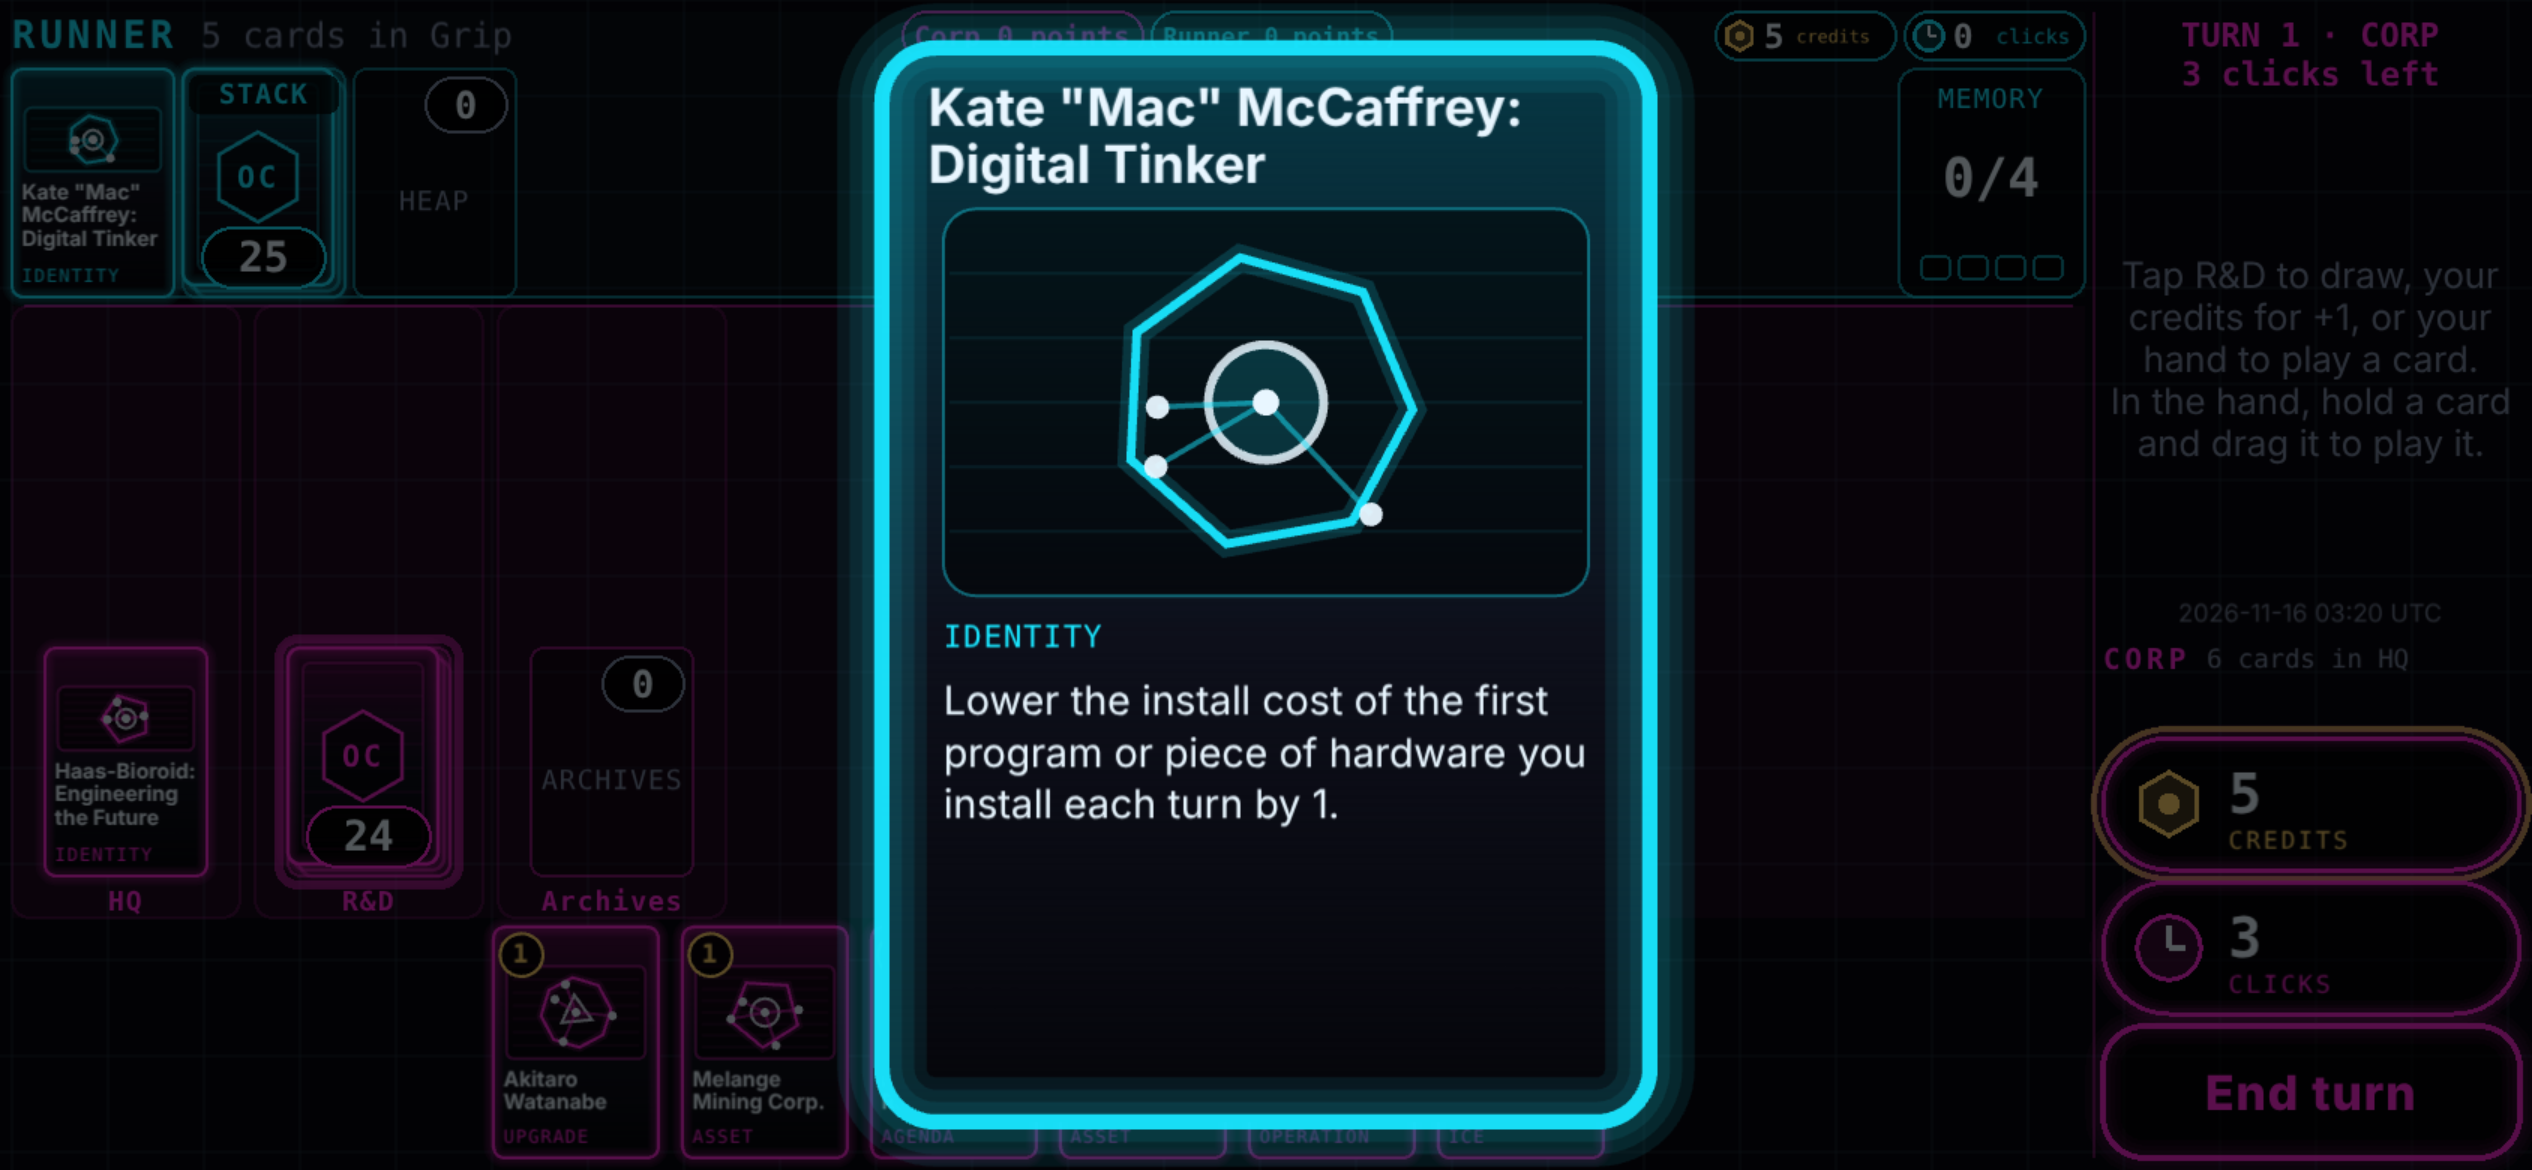 RUNNER 5 cards in Grip
Corp 0 points
Runner 0 points
5 credits
0 clicks
TURN 1 · CORP
3 clicks left
Kate "Mac"
McCaffrey:
Digital Tinker
IDENTITY
STACK
OC
25
0
HEAP
MEMORY
0/4
Kate "Mac" McCaffrey:
Digital Tinker
IDENTITY
Lower the install cost of the first
program or piece of hardware you
install each turn by 1.
Tap R&D to draw, your
credits for +1, or your
hand to play a card.
In the hand, hold a card
and drag it to play it.
2026-11-16 03:20 UTC
CORP 6 cards in HQ
Haas-Bioroid:
Engineering
the Future
IDENTITY
HQ
OC
24
R&D
0
ARCHIVES
Archives
1
Akitaro
Watanabe
UPGRADE
1
Melange
Mining Corp.
ASSET
AGENDA
ASSET
OPERATION
ICE
5
CREDITS
3
CLICKS
End turn